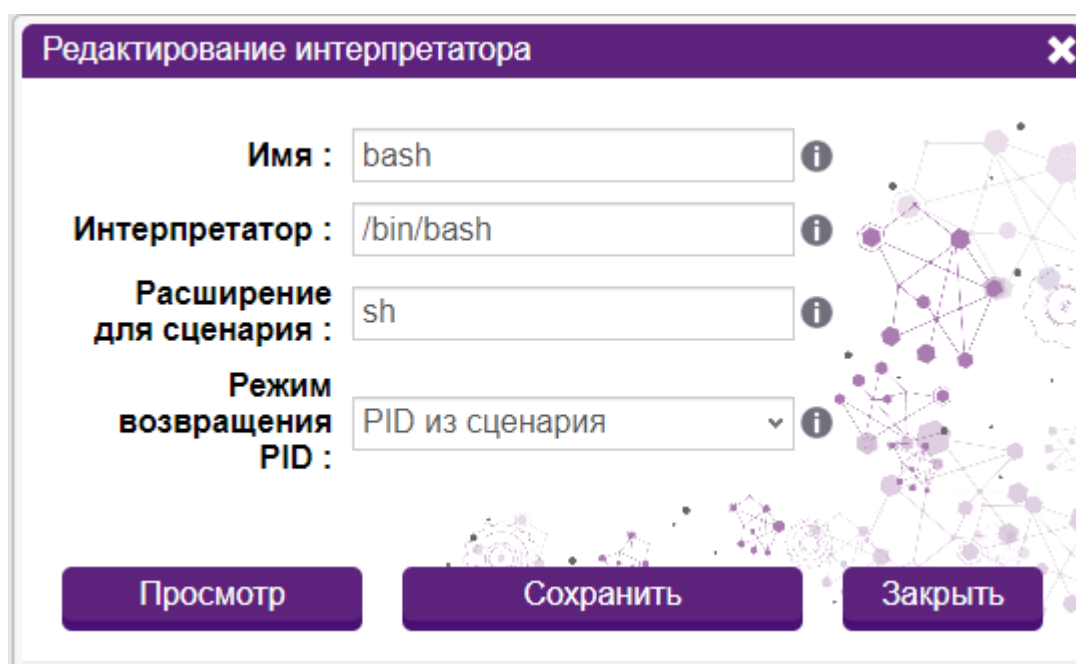 Редактирование интерпретатора
Имя : bash
Интерпретатор : /bin/bash
Расширение
для сценария : sh
Режим
возвращения PID из сценария
PID :
Просмотр Сохранить Закрыть